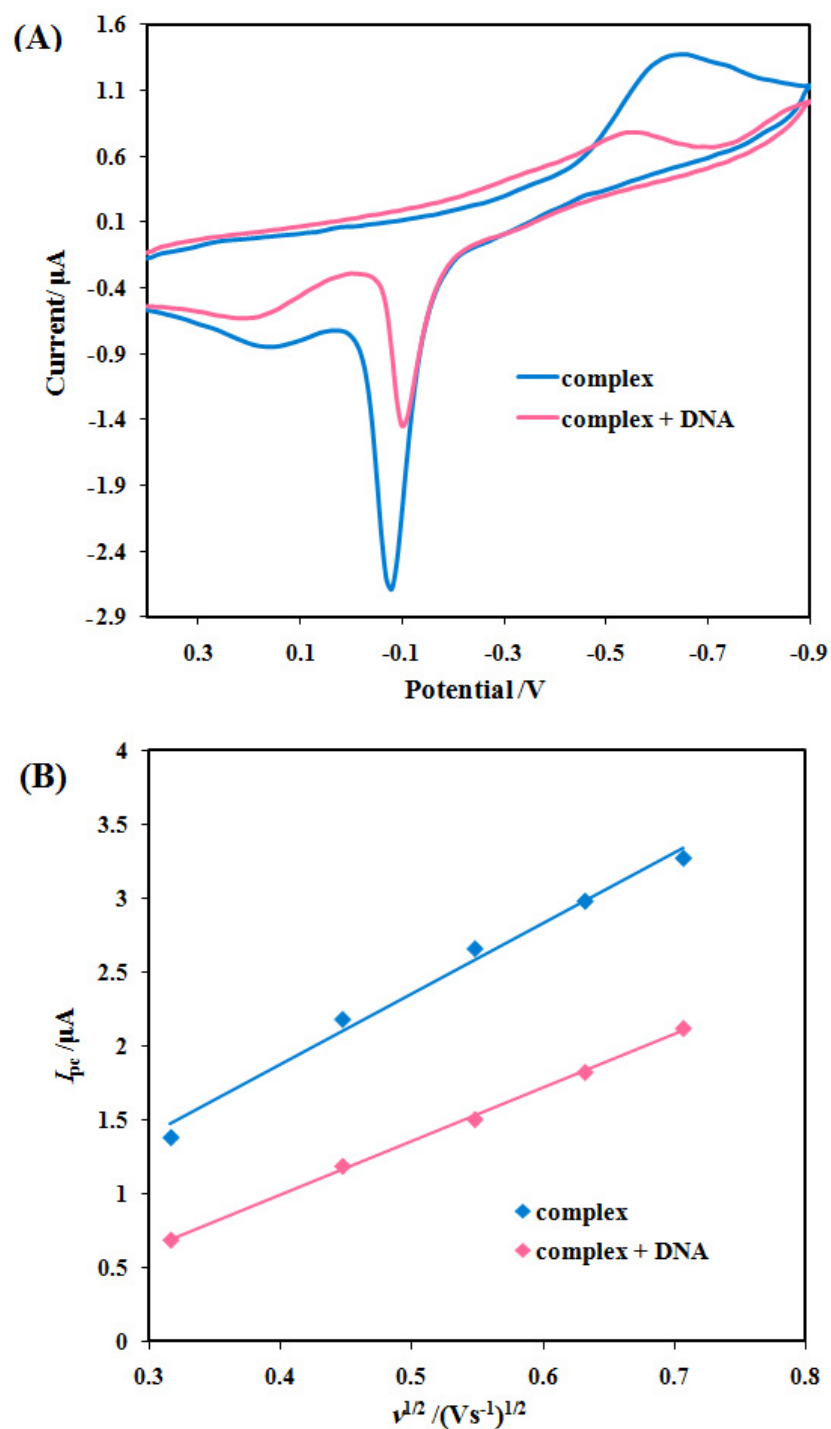 (A)
1.6
1.1
0.6
0.1
-0.4
-0.9
-1.4
-1.9
-2.4
-2.9
Current/ μA
complex
complex + DNA
0.3 0.1 -0.1 -0.3 -0.5 -0.7 -0.9
Potential /V
(B)
4
3.5
3
2.5
2
1.5
1
0.5
0
I_pc /μA
complex
complex + DNA
0.3 0.4 0.5 0.6 0.7 0.8
ν^1/2 /(Vs^-1)^1/2